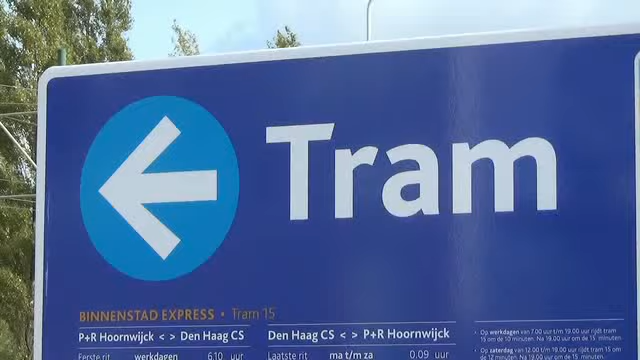 Tram
BINNENSTAD EXPRESS • Tram 15
P+R Hoornwijck < > Den Haag CS
Den Haag CS < > P+R Hoornwijck
Eerste rit werkdagen 6.10 uur
Laatste rit ma t/m za 0.09 uur
• Op werkdagen van 7.00 uur t/m 19.00 uur rijdt tram
15 om de 10 minuten. Na 19.00 uur om de 15 minuten.
• Op zaterdag van 12.00 t/m 18.00 uur rijdt tram 15 om
de 12 minuten. Na 18.00 uur om de 15 minuten.